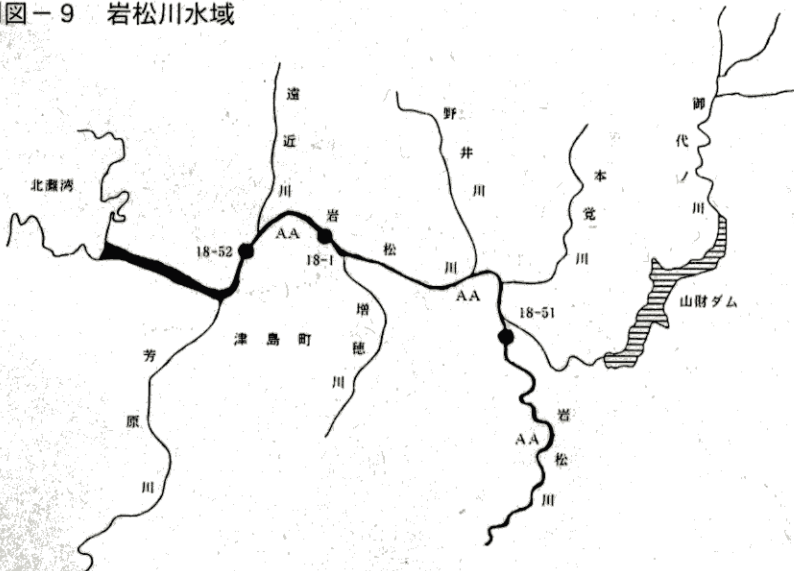 図－9　岩松川水域
北灘湾
遠近川
野井川
本覚川
御代ノ川
山財ダム
岩松川
AA
AA
18-52
18-1
18-51
津島町
増穂川
芳原川
岩松川
AA